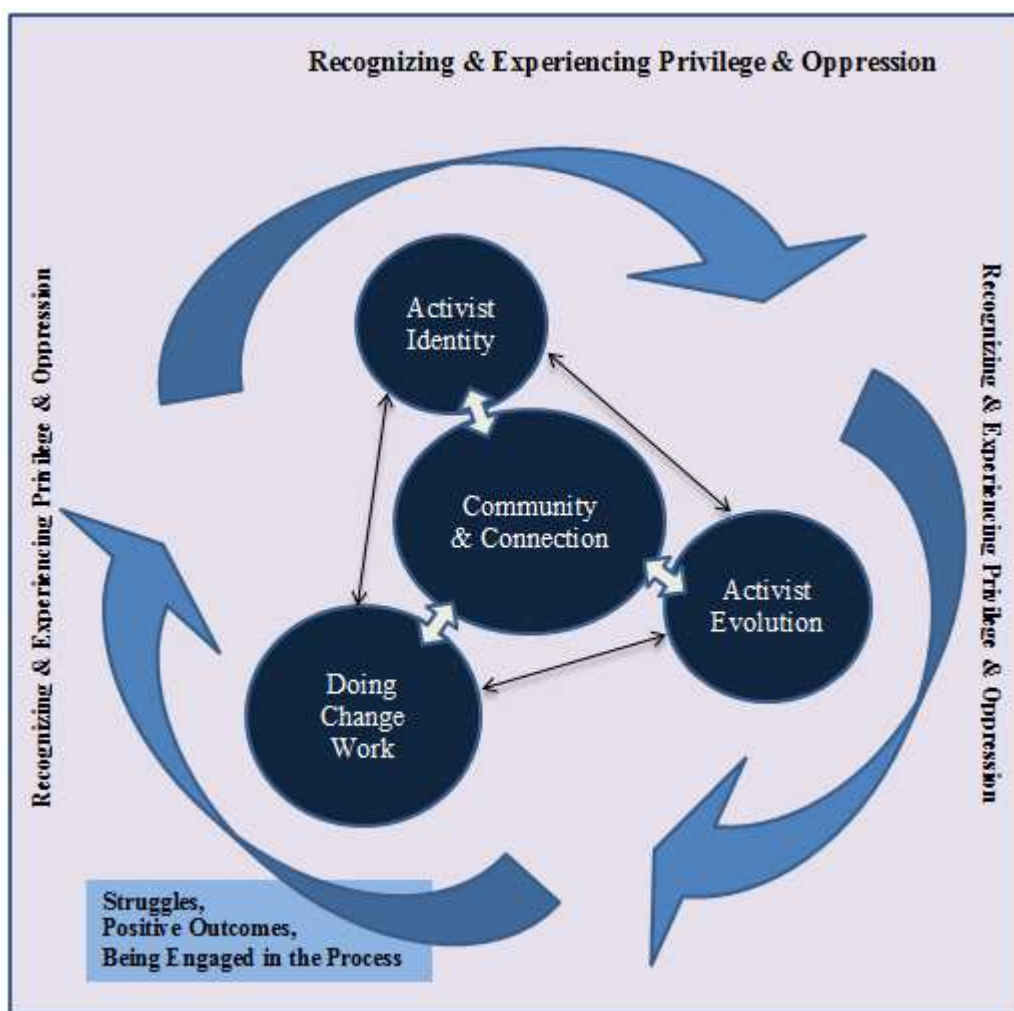 Recognizing & Experiencing Privilege & Oppression
Recognizing & Experiencing Privilege & Oppression
Recognizing & Experiencing Privilege & Oppression
Activist
Identity
Community
& Connection
Activist
Evolution
Doing
Change
Work
Struggles,
Positive Outcomes,
Being Engaged in the Process